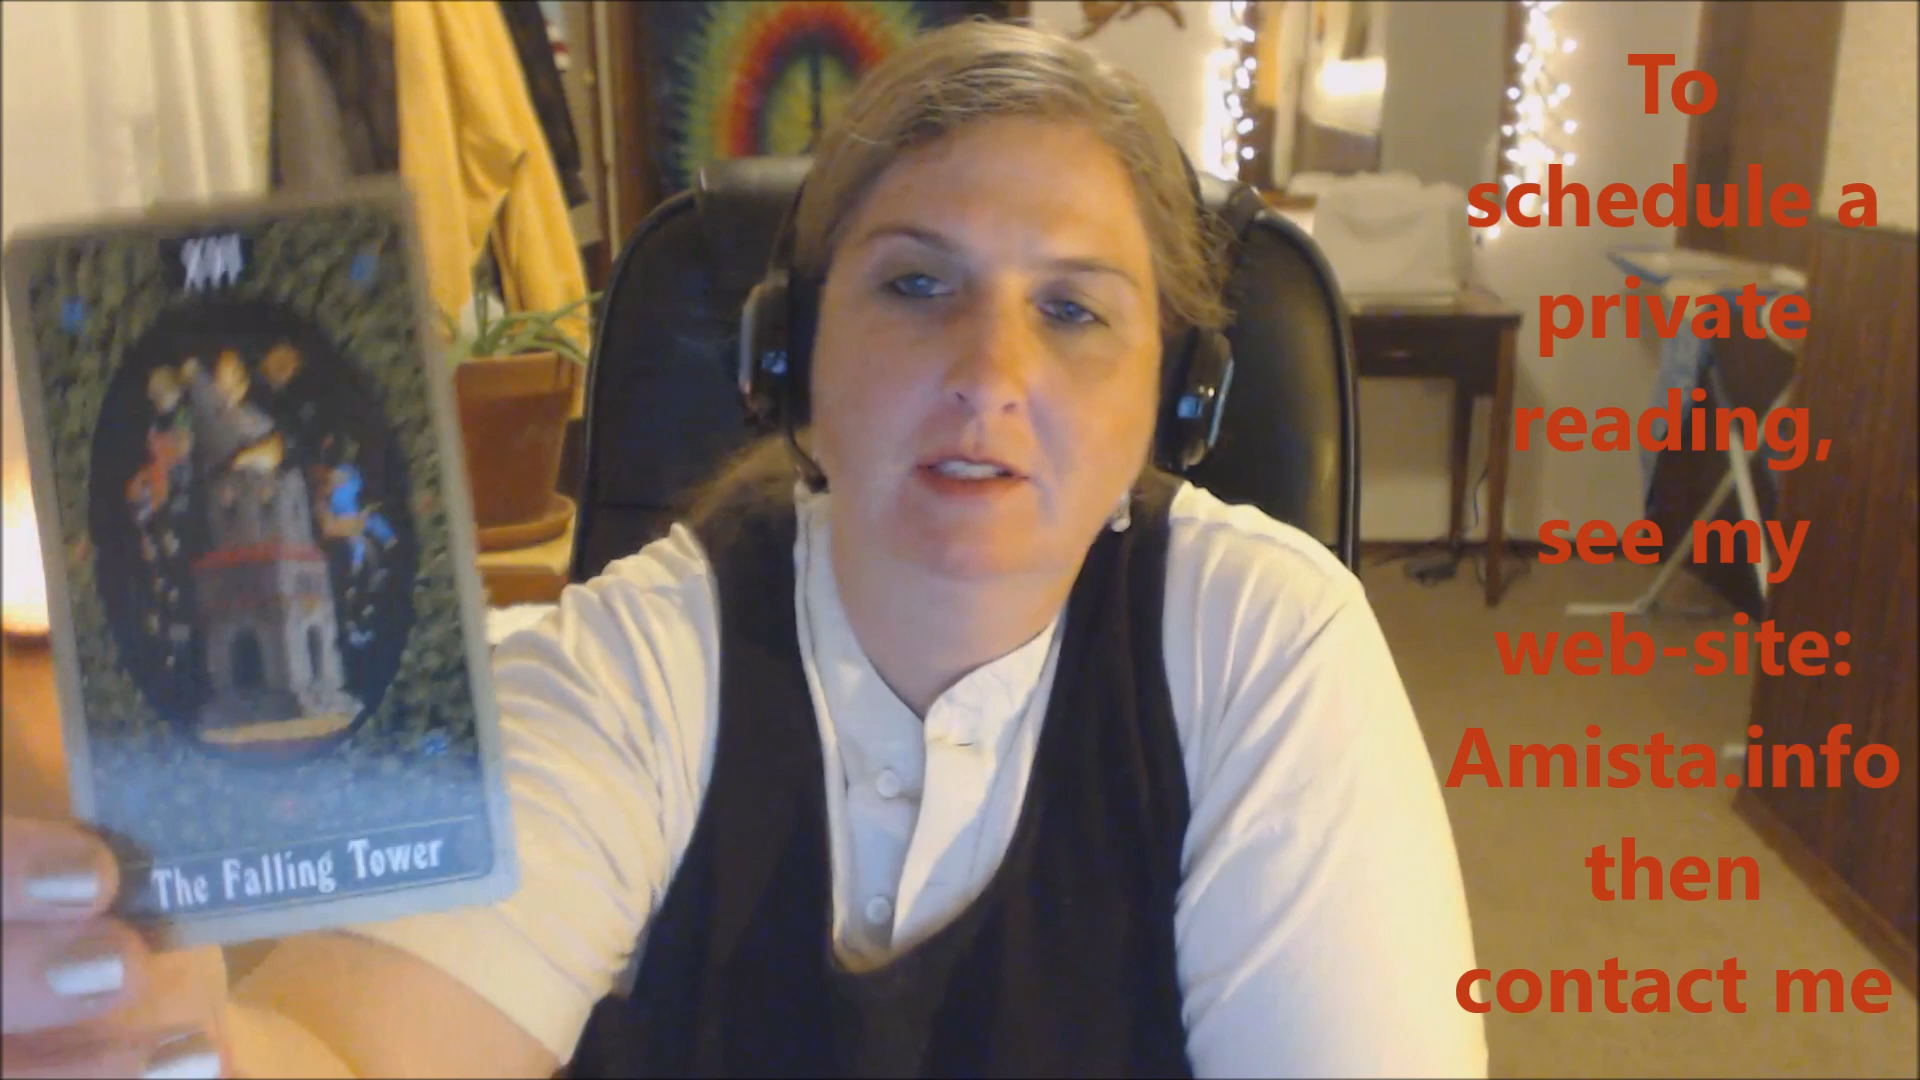 The Falling Tower
To
schedule a
private
reading,
see my
web-site:
Amista.info
then
contact me